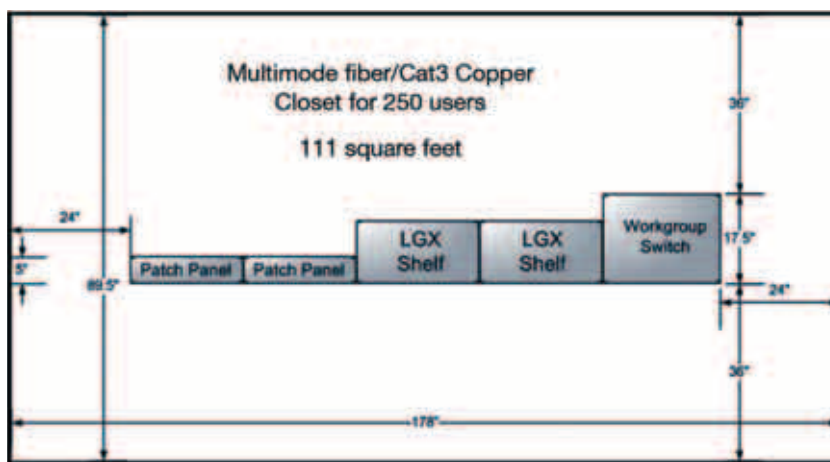 Multimode fiber/Cat3 Copper
Closet for 250 users
111 square feet
36"
24"
LGX
Shelf
LGX
Shelf
Workgroup
Switch
17.5"
5"
Patch Panel
Patch Panel
89.5"
24"
36"
178"